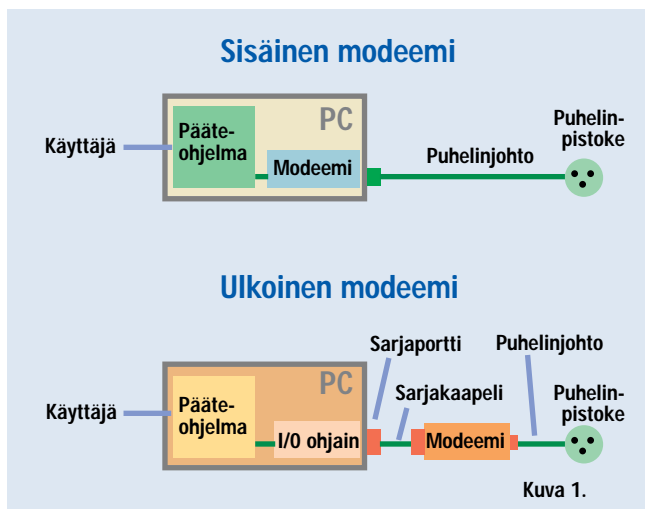 Sisäinen modeemi
PC
Käyttäjä
Pääte-
ohjelma
Modeemi
Puhelinjohto
Puhelin-
pistoke
Ulkoinen modeemi
Sarjaportti
Puhelinjohto
PC
Käyttäjä
Pääte-
ohjelma
I/0 ohjain
Sarjakaapeli
Modeemi
Puhelin-
pistoke
Kuva 1.